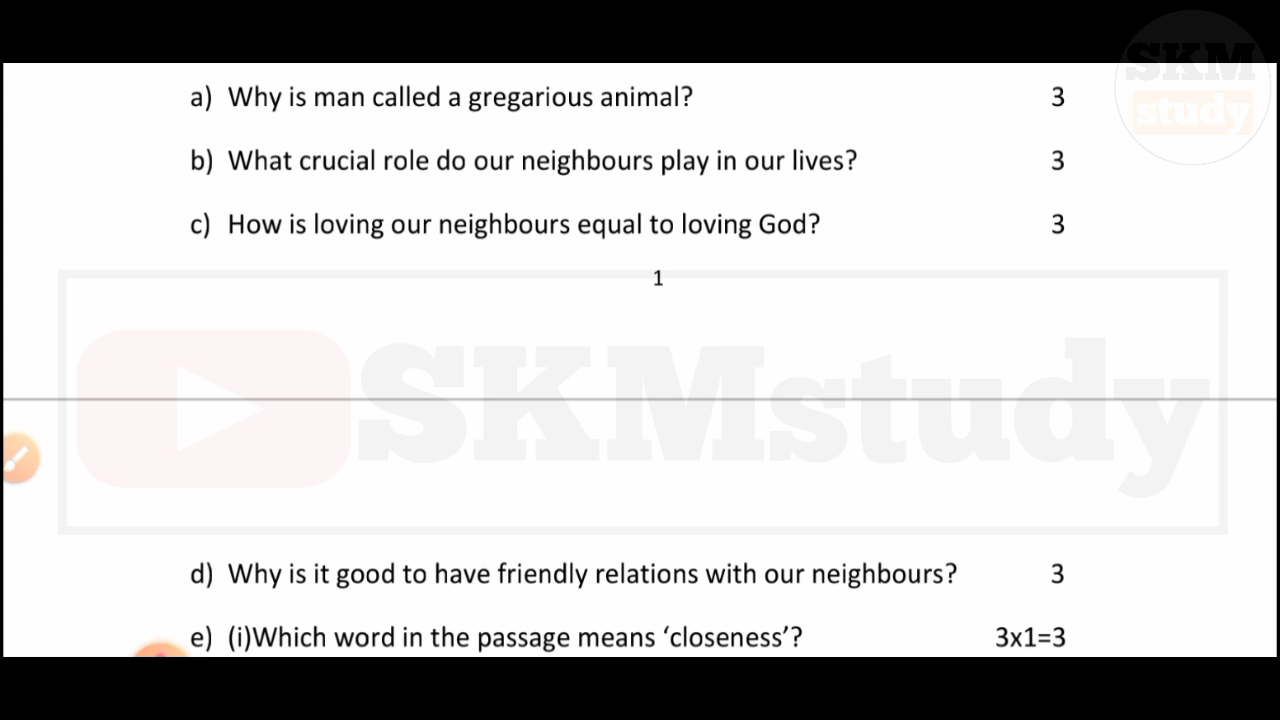 SKM
study
a) Why is man called a gregarious animal? 3
b) What crucial role do our neighbours play in our lives? 3
c) How is loving our neighbours equal to loving God? 3
1
SKMstudy
d) Why is it good to have friendly relations with our neighbours? 3
e) (i)Which word in the passage means ‘closeness’? 3x1=3